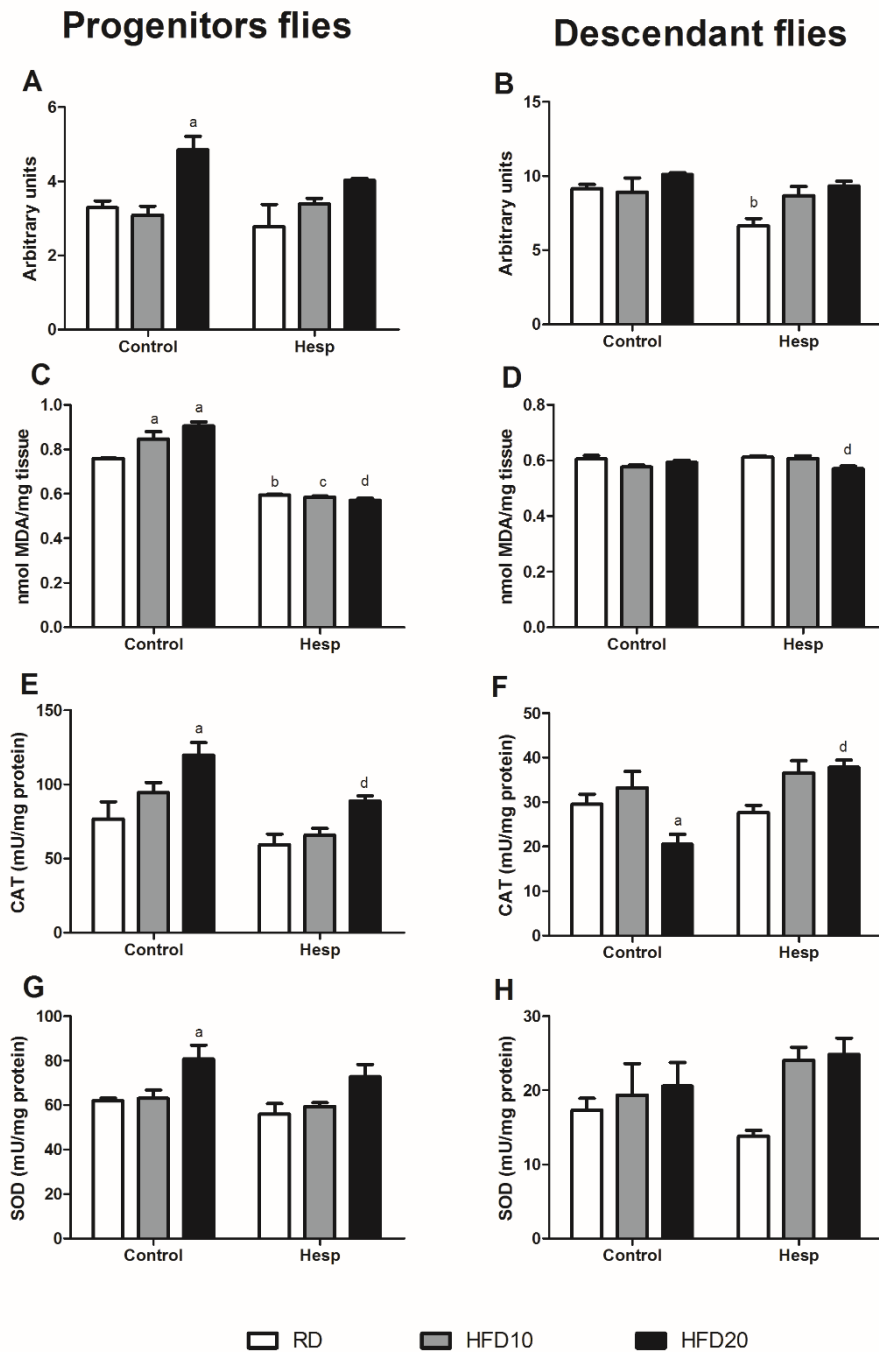 Progenitors flies
Descendant flies
A
6
4
2
0
Arbitrary units
a
Control
Hesp
B
15
10
5
0
Arbitrary units
b
Control
Hesp
C
1.0
0.8
0.6
0.4
0.2
0.0
nmol MDA/mg tissue
a
a
b
c
d
Control
Hesp
D
0.8
0.6
0.4
0.2
0.0
nmol MDA/mg tissue
d
Control
Hesp
E
150
100
50
0
CAT (mU/mg protein)
a
d
Control
Hesp
F
50
40
30
20
10
0
CAT (mU/mg protein)
a
d
Control
Hesp
G
100
80
60
40
20
0
SOD (mU/mg protein)
a
Control
Hesp
H
30
20
10
0
SOD (mU/mg protein)
Control
Hesp
RD
HFD10
HFD20